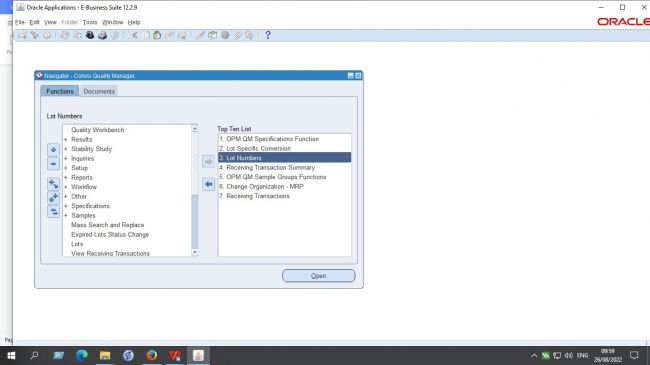 Oracle Applications - E-Business Suite 12.2.9
File Edit View Folder Tools Window Help
ORACLE
Navigator - Colors Quality Manager
Functions Documents
Lot Numbers
Quality Workbench
+ Results
+ Stability Study
+ Inquiries
+ Setup
+ Reports
+ Workflow
+ Other
+ Specifications
+ Samples
Mass Search and Replace
Expired Lots Status Change
Lots
View Receiving Transactions
Top Ten List
1. OPM QM Specifications Function
2. Lot Specific Conversion
3. Lot Numbers
4. Receiving Transaction Summary
5. OPM QM Sample Groups Functions
6. Change Organization - MRP
7. Receiving Transactions
Open
ENG
09:59
26/08/2022